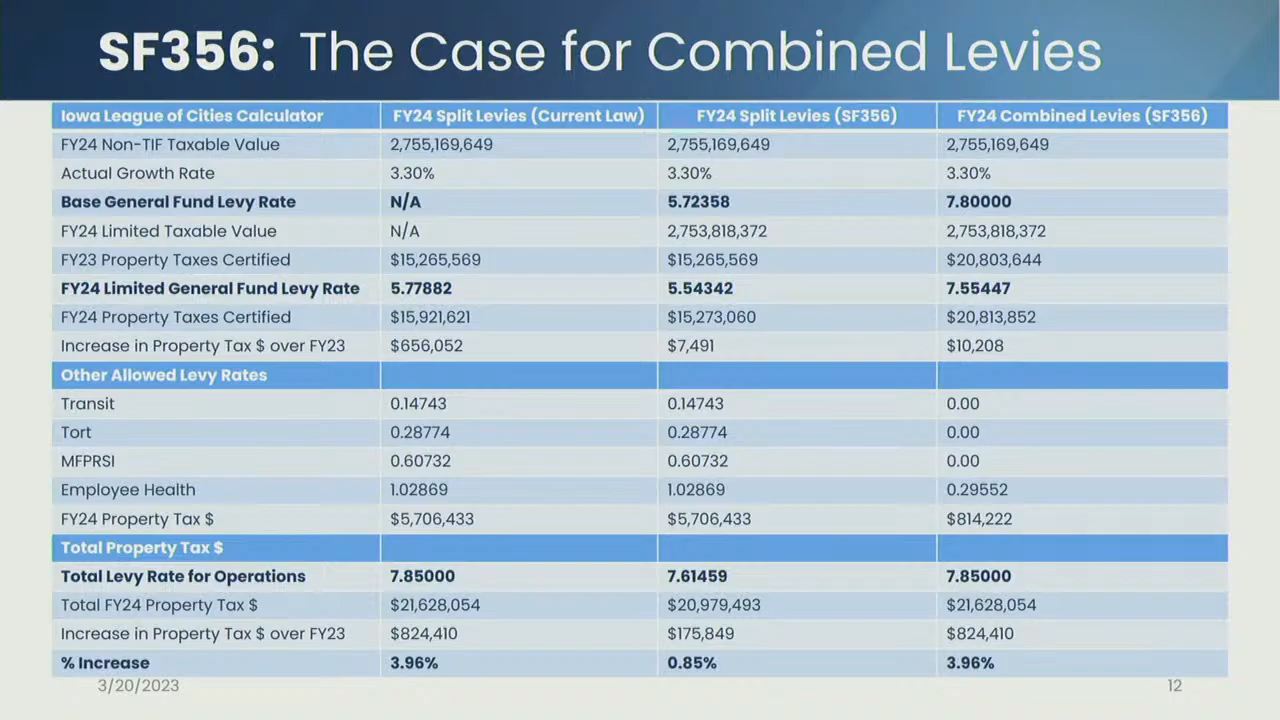 SF356: The Case for Combined Levies
Iowa League of Cities Calculator FY24 Split Levies (Current Law) FY24 Split Levies (SF356) FY24 Combined Levies (SF356)
FY24 Non-TIF Taxable Value 2,755,169,649 2,755,169,649 2,755,169,649
Actual Growth Rate 3.30% 3.30% 3.30%
Base General Fund Levy Rate N/A 5.72358 7.80000
FY24 Limited Taxable Value N/A 2,753,818,372 2,753,818,372
FY23 Property Taxes Certified $15,265,569 $15,265,569 $20,803,644
FY24 Limited General Fund Levy Rate 5.77882 5.54342 7.55447
FY24 Property Taxes Certified $15,921,621 $15,273,060 $20,813,852
Increase in Property Tax $ over FY23 $656,052 $7,491 $10,208
Other Allowed Levy Rates
Transit 0.14743 0.14743 0.00
Tort 0.28774 0.28774 0.00
MFPRSI 0.60732 0.60732 0.00
Employee Health 1.02869 1.02869 0.29552
FY24 Property Tax $ $5,706,433 $5,706,433 $814,222
Total Property Tax $
Total Levy Rate for Operations 7.85000 7.61459 7.85000
Total FY24 Property Tax $ $21,628,054 $20,979,493 $21,628,054
Increase in Property Tax $ over FY23 $824,410 $175,849 $824,410
% Increase 3.96% 0.85% 3.96%
3/20/2023 12